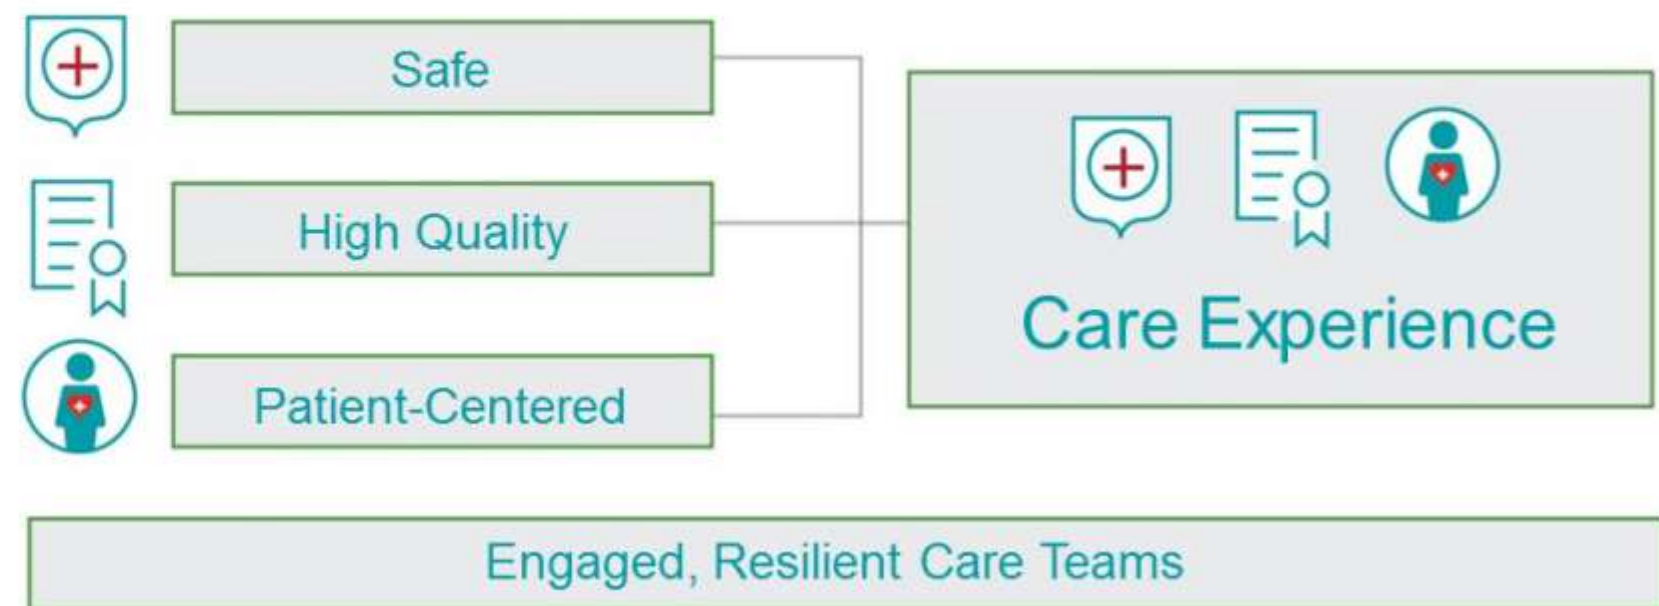 Safe
High Quality
Patient-Centered
Care Experience
Engaged, Resilient Care Teams